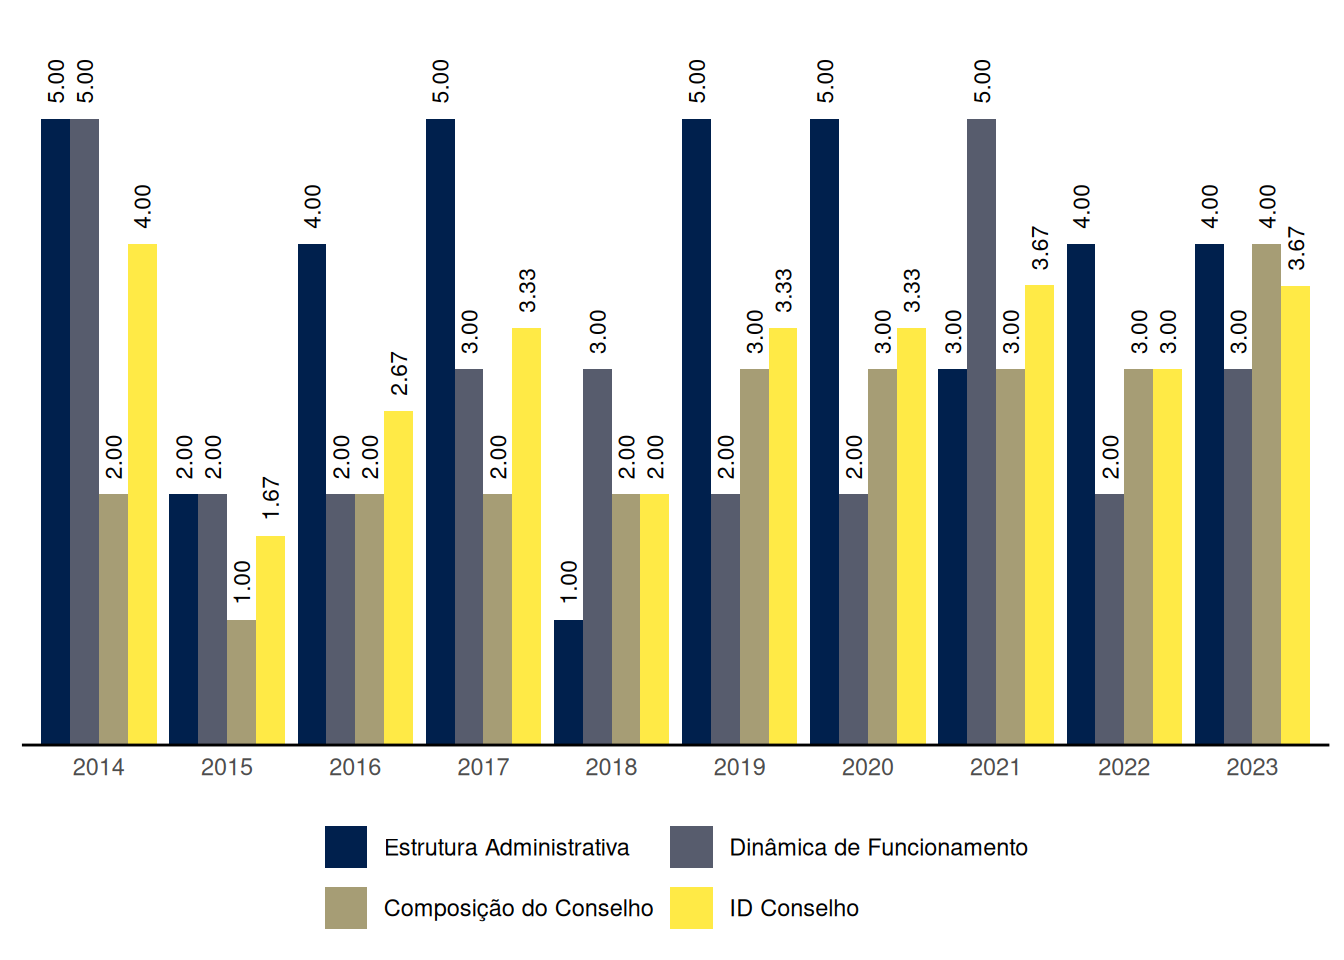 5.00 5.00 2.00 4.00
2.00 2.00 1.00 1.67
4.00 2.00 2.00 2.67
5.00 3.00 2.00 3.33
1.00 3.00 2.00 2.00
5.00 2.00 3.00 3.33
5.00 2.00 3.00 3.33
3.00 5.00 3.00 3.67
4.00 2.00 3.00 3.00
4.00 3.00 4.00 3.67
2014 2015 2016 2017 2018 2019 2020 2021 2022 2023
Estrutura Administrativa Dinâmica de Funcionamento
Composição do Conselho ID Conselho